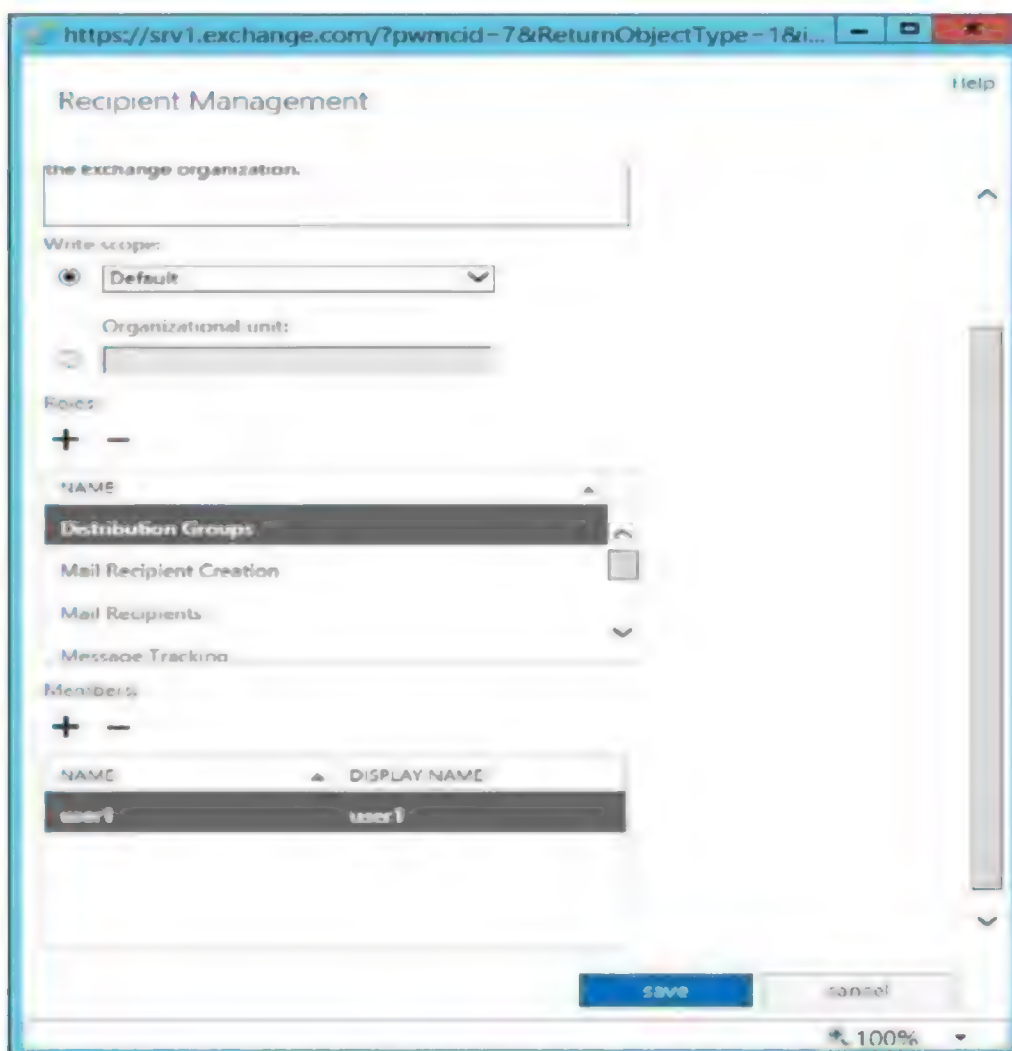 https://srv1.exchange.com/?pwmcid-7&ReturnObjectType-1&i...
Help
Recipient Management
the exchange organization.
Write scope:
Default
Organizational unit:
Roles:
NAME
Distribution Groups
Mail Recipient Creation
Mail Recipients
Message Tracking
Members:
NAME DISPLAY NAME
user1 user1
save cancel
100%